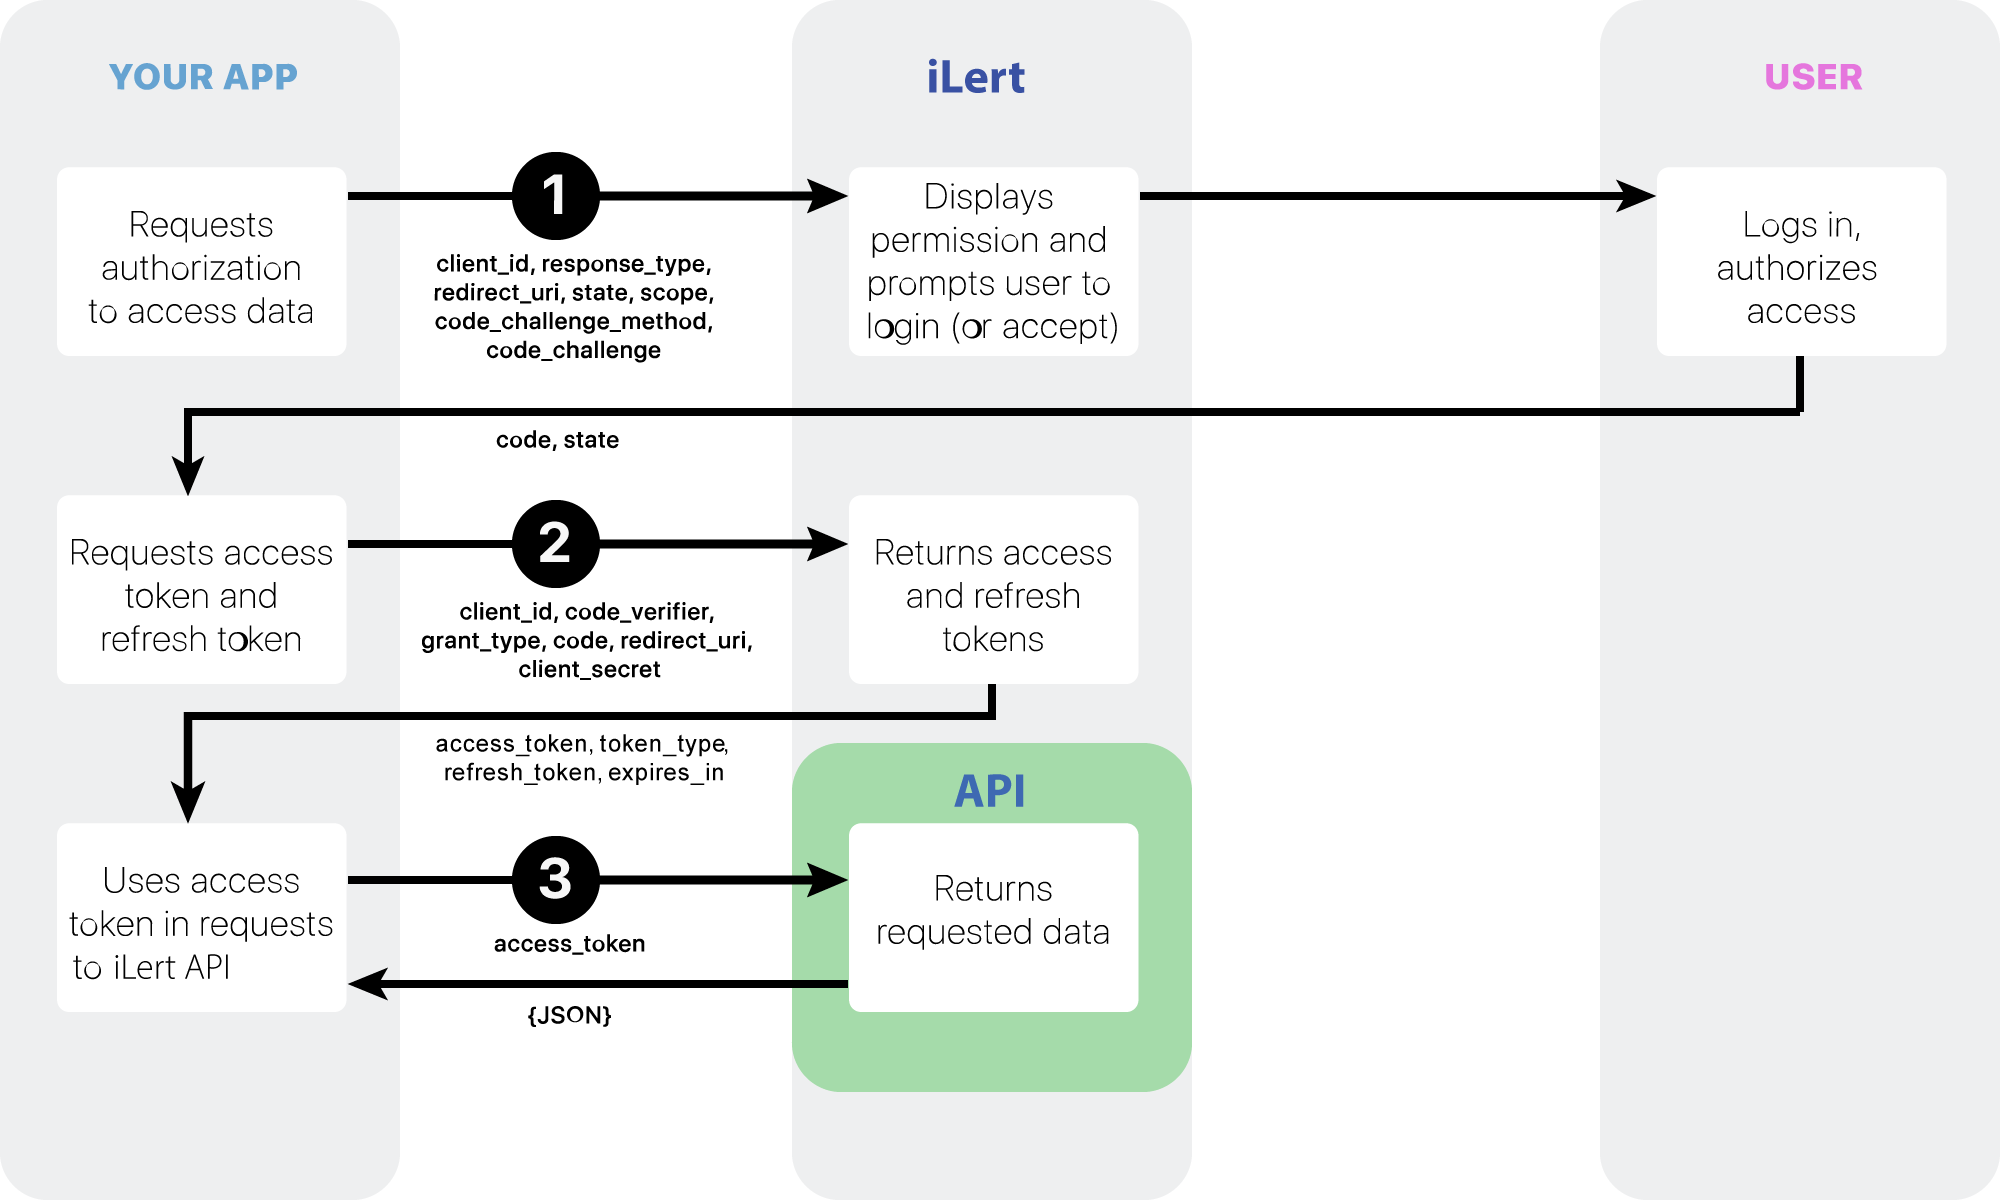 YOUR APP
iLert
USER
Requests
authorization
to access data
1
client_id, response_type,
redirect_uri, state, scope,
code_challenge_method,
code_challenge
Displays
permission and
prompts user to
login (or accept)
Logs in,
authorizes
access
code, state
Requests access
token and
refresh token
2
client_id, code_verifier,
grant_type, code, redirect_uri,
client_secret
Returns access
and refresh
tokens
access_token, token_type,
refresh_token, expires_in
API
Uses access
token in requests
to iLert API
3
access_token
Returns
requested data
{JSON}